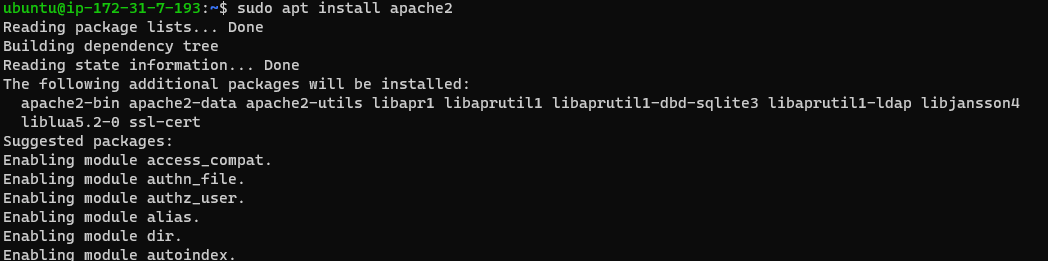 ubuntu@ip-172-31-7-193:~$ sudo apt install apache2
Reading package lists... Done
Building dependency tree
Reading state information... Done
The following additional packages will be installed:
  apache2-bin apache2-data apache2-utils libapr1 libaprutil1 libaprutil1-dbd-sqlite3 libaprutil1-ldap libjansson4
  liblua5.2-0 ssl-cert
Suggested packages:
Enabling module access_compat.
Enabling module authn_file.
Enabling module authz_user.
Enabling module alias.
Enabling module dir.
Enabling module autoindex.